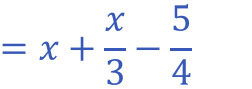 = x + x/3 − 5/4